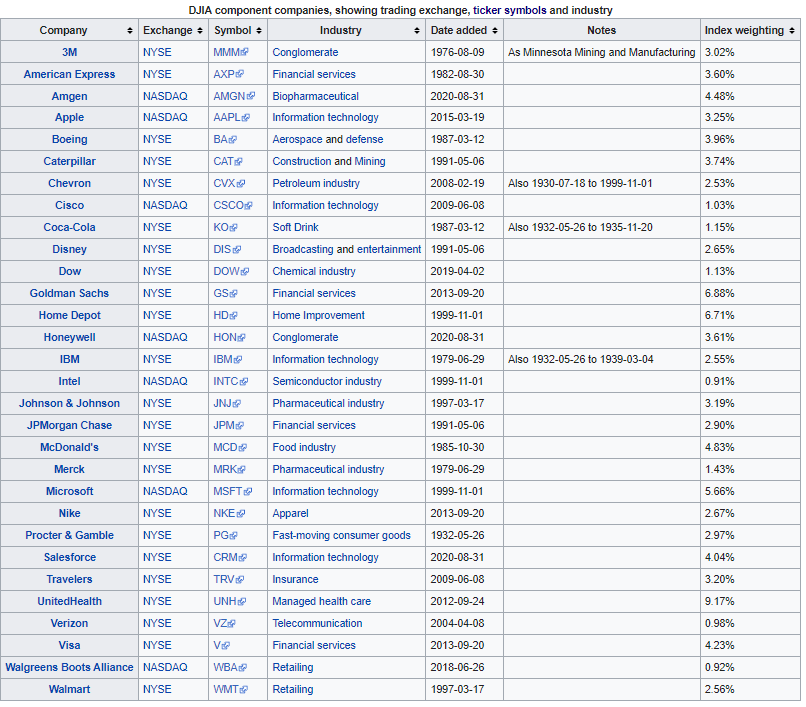 DJIA component companies, showing trading exchange, ticker symbols and industry
Company Exchange Symbol Industry Date added Notes Index weighting
3M NYSE MMM Conglomerate 1976-08-09 As Minnesota Mining and Manufacturing 3.02%
American Express NYSE AXP Financial services 1982-08-30 3.60%
Amgen NASDAQ AMGN Biopharmaceutical 2020-08-31 4.48%
Apple NASDAQ AAPL Information technology 2015-03-19 3.25%
Boeing NYSE BA Aerospace and defense 1987-03-12 3.96%
Caterpillar NYSE CAT Construction and Mining 1991-05-06 3.74%
Chevron NYSE CVX Petroleum industry 2008-02-19 Also 1930-07-18 to 1999-11-01 2.53%
Cisco NASDAQ CSCO Information technology 2009-06-08 1.03%
Coca-Cola NYSE KO Soft Drink 1987-03-12 Also 1932-05-26 to 1935-11-20 1.15%
Disney NYSE DIS Broadcasting and entertainment 1991-05-06 2.65%
Dow NYSE DOW Chemical industry 2019-04-02 1.13%
Goldman Sachs NYSE GS Financial services 2013-09-20 6.88%
Home Depot NYSE HD Home Improvement 1999-11-01 6.71%
Honeywell NASDAQ HON Conglomerate 2020-08-31 3.61%
IBM NYSE IBM Information technology 1979-06-29 Also 1932-05-26 to 1939-03-04 2.55%
Intel NASDAQ INTC Semiconductor industry 1999-11-01 0.91%
Johnson & Johnson NYSE JNJ Pharmaceutical industry 1997-03-17 3.19%
JPMorgan Chase NYSE JPM Financial services 1991-05-06 2.90%
McDonald's NYSE MCD Food industry 1985-10-30 4.83%
Merck NYSE MRK Pharmaceutical industry 1979-06-29 1.43%
Microsoft NASDAQ MSFT Information technology 1999-11-01 5.66%
Nike NYSE NKE Apparel 2013-09-20 2.67%
Procter & Gamble NYSE PG Fast-moving consumer goods 1932-05-26 2.97%
Salesforce NYSE CRM Information technology 2020-08-31 4.04%
Travelers NYSE TRV Insurance 2009-06-08 3.20%
UnitedHealth NYSE UNH Managed health care 2012-09-24 9.17%
Verizon NYSE VZ Telecommunication 2004-04-08 0.98%
Visa NYSE V Financial services 2013-09-20 4.23%
Walgreens Boots Alliance NASDAQ WBA Retailing 2018-06-26 0.92%
Walmart NYSE WMT Retailing 1997-03-17 2.56%